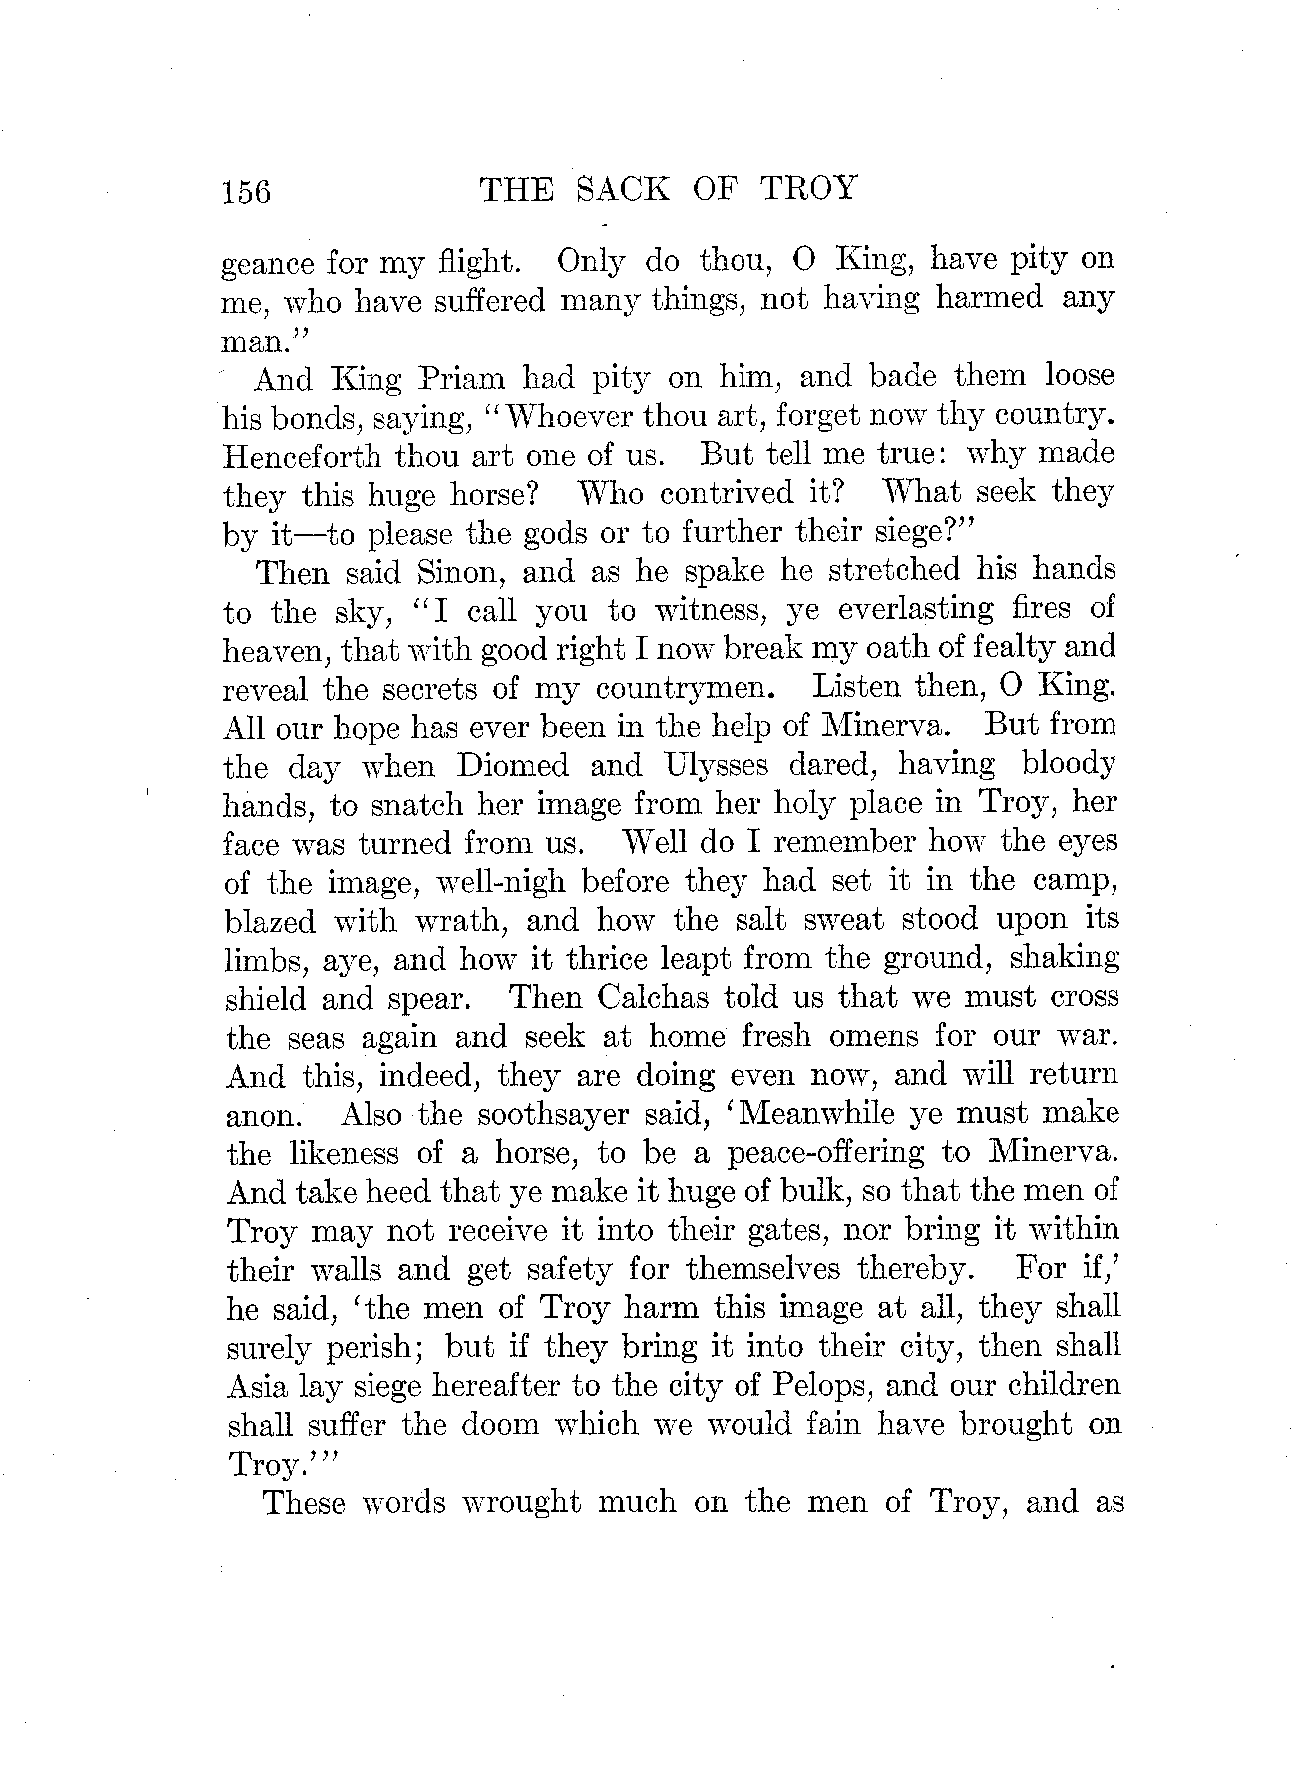 156 THE SACK OF TROY
geance for my flight. Only do thou, O King, have pity on
me, who have suffered many things, not having harmed any
man."
And King Priam had pity on him, and bade them loose
his bonds, saying, "Whoever thou art, forget now thy country.
Henceforth thou art one of us. But tell me true: why made
they this huge horse? Who contrived it? What seek they
by it—to please the gods or to further their siege?"
Then said Sinon, and as he spake he stretched his hands
to the sky, "I call you to witness, ye everlasting fires of
heaven, that with good right I now break my oath of fealty and
reveal the secrets of my countrymen. Listen then, O King.
All our hope has ever been in the help of Minerva. But from
the day when Diomed and Ulysses dared, having bloody
hands, to snatch her image from her holy place in Troy, her
face was turned from us. Well do I remember how the eyes
of the image, well-nigh before they had set it in the camp,
blazed with wrath, and how the salt sweat stood upon its
limbs, aye, and how it thrice leapt from the ground, shaking
shield and spear. Then Calchas told us that we must cross
the seas again and seek at home fresh omens for our war.
And this, indeed, they are doing even now, and will return
anon. Also the soothsayer said, 'Meanwhile ye must make
the likeness of a horse, to be a peace-offering to Minerva.
And take heed that ye make it huge of bulk, so that the men of
Troy may not receive it into their gates, nor bring it within
their walls and get safety for themselves thereby. For if,'
he said, 'the men of Troy harm this image at all, they shall
surely perish; but if they bring it into their city, then shall
Asia lay siege hereafter to the city of Pelops, and our children
shall suffer the doom which we would fain have brought on
Troy.'"
These words wrought much on the men of Troy, and as